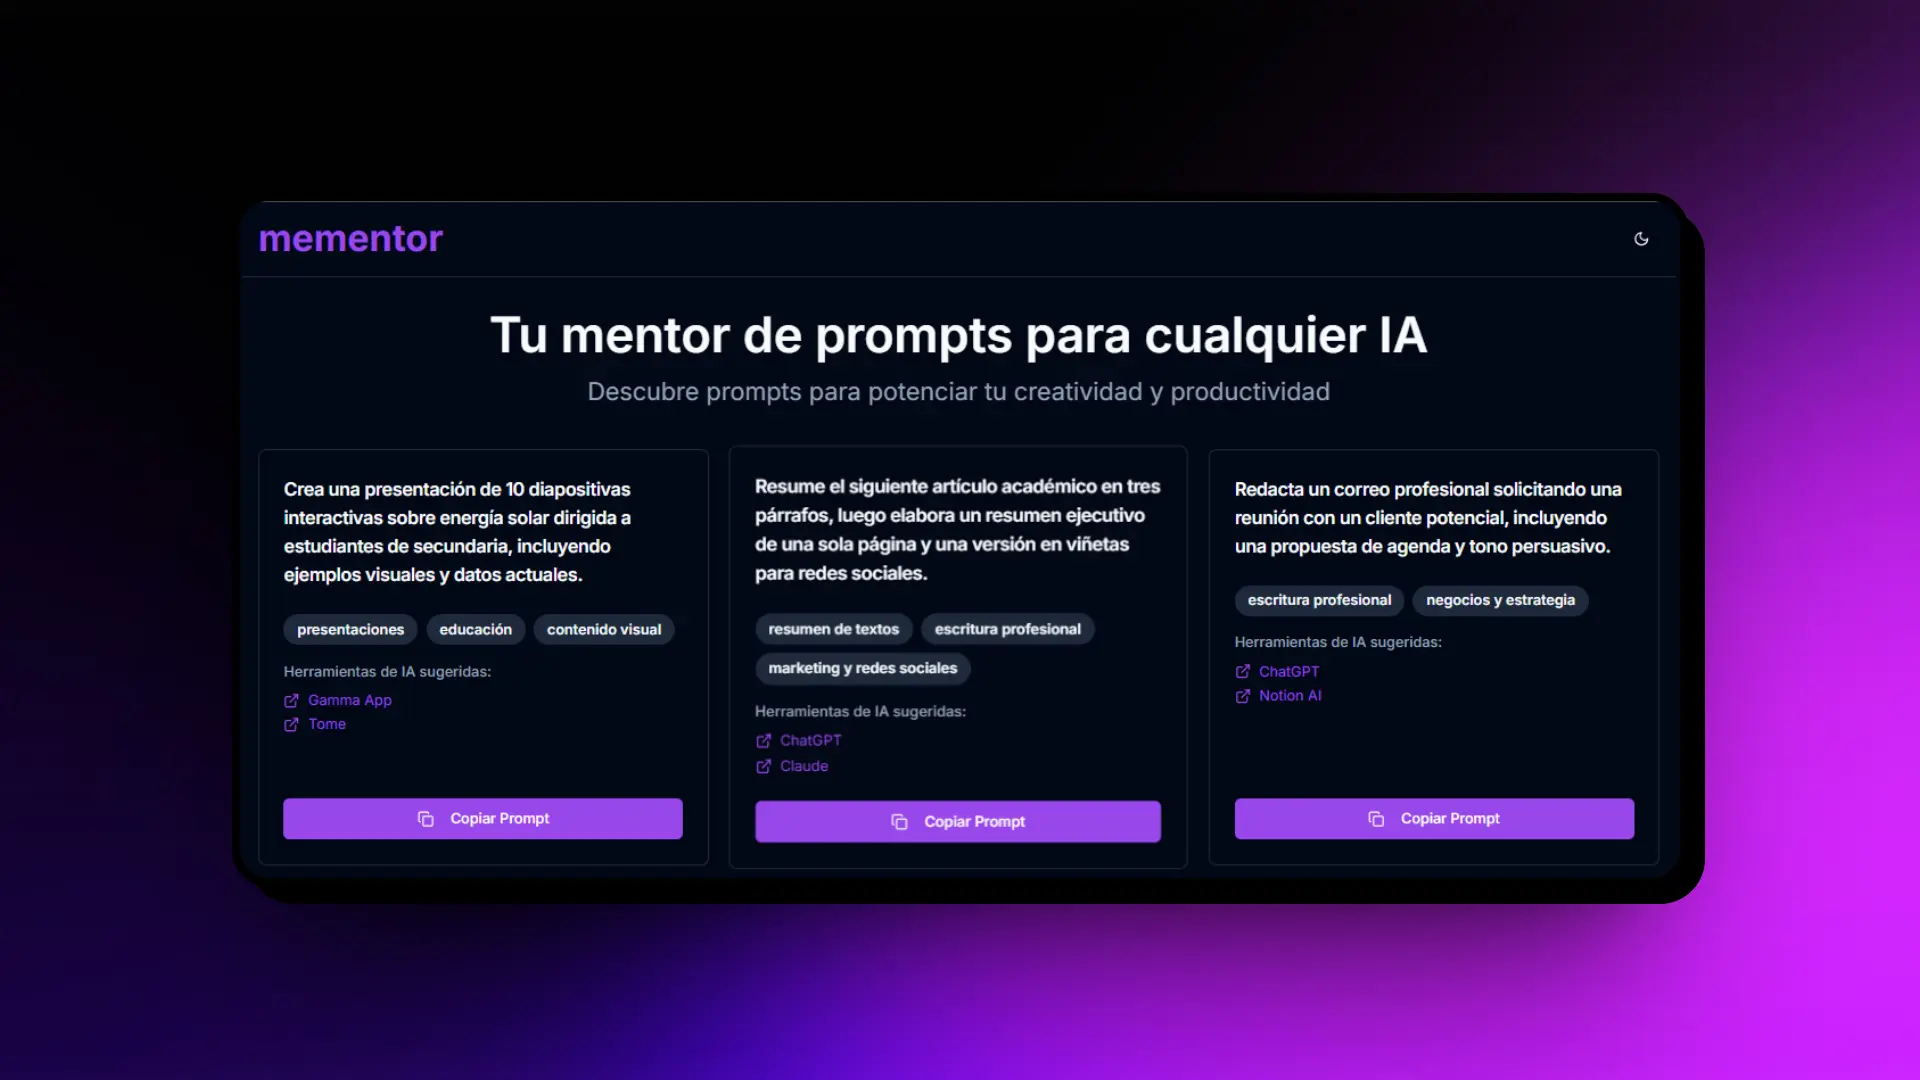 mementor
Tu mentor de prompts para cualquier IA
Descubre prompts para potenciar tu creatividad y productividad
Crea una presentación de 10 diapositivas
interactivas sobre energía solar dirigida a
estudiantes de secundaria, incluyendo
ejemplos visuales y datos actuales.
presentaciones educación contenido visual
Herramientas de IA sugeridas:
Gamma App
Tome
Copiar Prompt
Resume el siguiente artículo académico en tres
párrafos, luego elabora un resumen ejecutivo
de una sola página y una versión en viñetas
para redes sociales.
resumen de textos escritura profesional
marketing y redes sociales
Herramientas de IA sugeridas:
ChatGPT
Claude
Copiar Prompt
Redacta un correo profesional solicitando una
reunión con un cliente potencial, incluyendo
una propuesta de agenda y tono persuasivo.
escritura profesional negocios y estrategia
Herramientas de IA sugeridas:
ChatGPT
Notion AI
Copiar Prompt